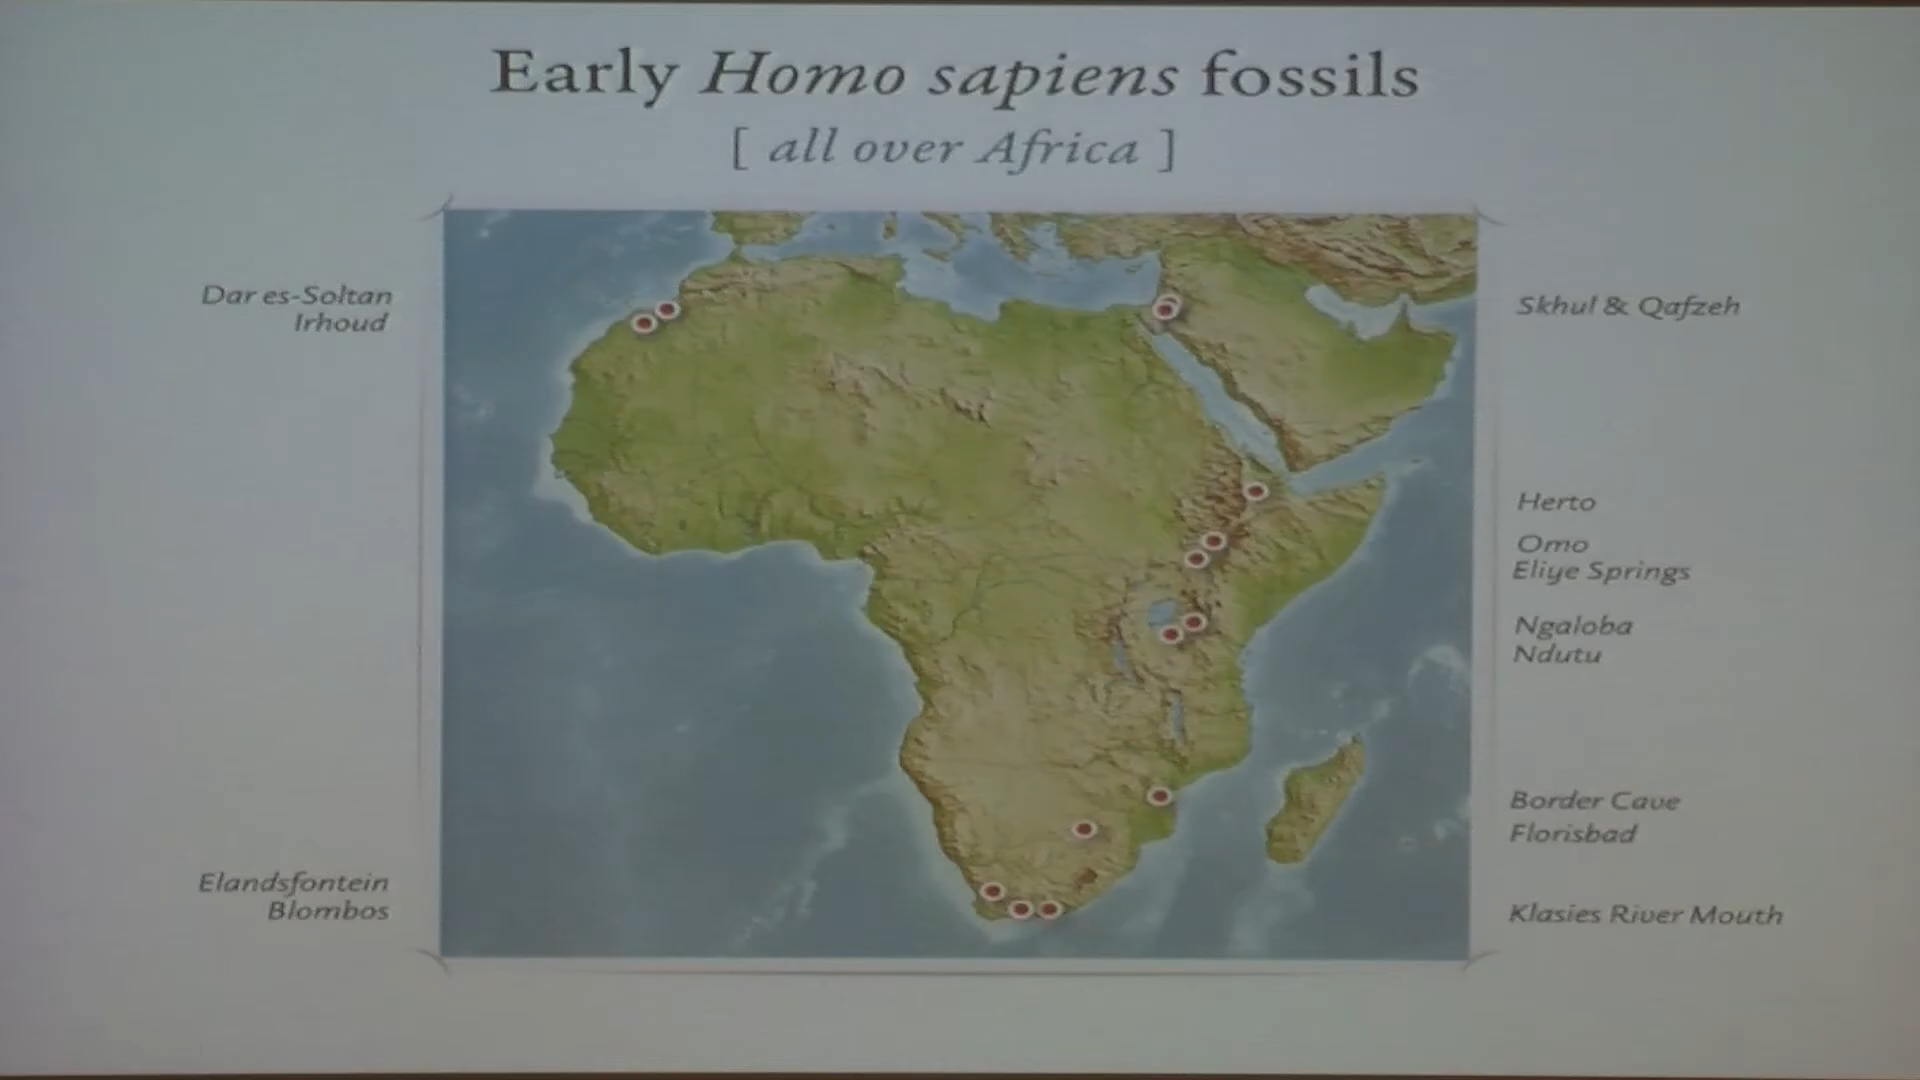 Early Homo sapiens fossils
[ all over Africa ]
Dar es-Soltan
Irhoud
Skhul & Qafzeh
Herto
Omo
Eliye Springs
Ngaloba
Ndutu
Border Cave
Florisbad
Elandsfontein
Blombos
Klasies River Mouth